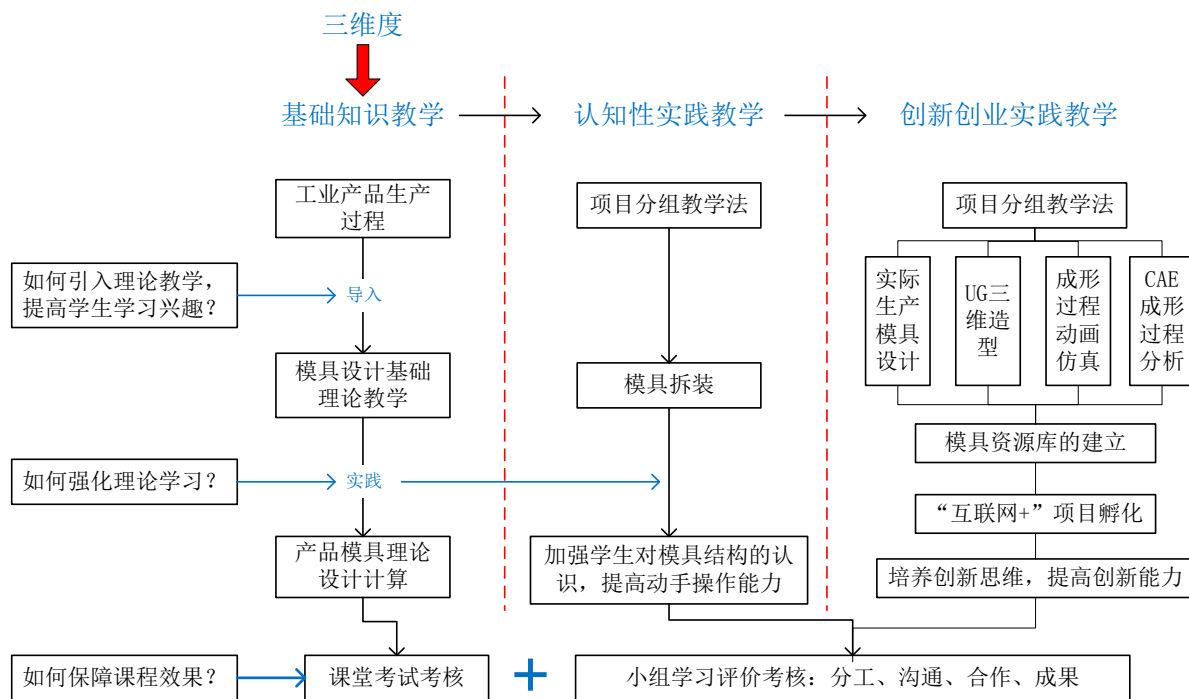 三维度
基础知识教学
认知性实践教学
创新创业实践教学
工业产品生产
过程
项目分组教学法
项目分组教学法
如何引入理论教学，
提高学生学习兴趣？
导入
实际
生产
模具
设计
UG三
维造
型
成形
过程
动画
仿真
CAE
成形
过程
分析
模具设计基础
理论教学
模具拆装
模具资源库的建立
如何强化理论学习？
实践
“互联网+”项目孵化
产品模具理论
设计计算
加强学生对模具结构的认
识，提高动手操作能力
培养创新思维，提高创新能力
如何保障课程效果？
课堂考试考核
+
小组学习评价考核：分工、沟通、合作、成果